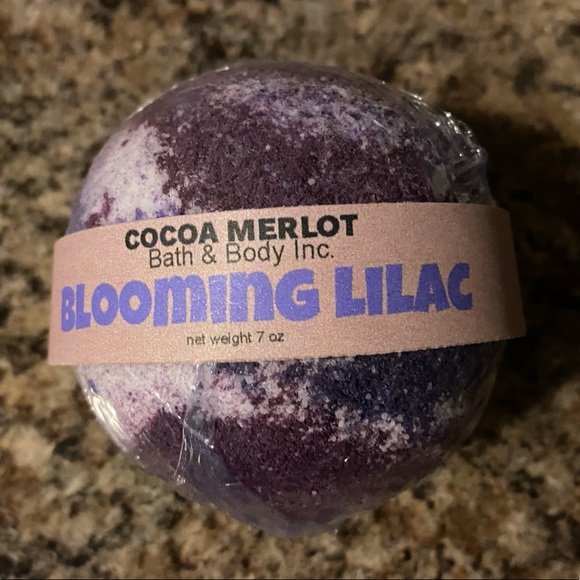 COCOA MERLOT
Bath & Body Inc.
BLOOMING LILAC
net weight 7 oz